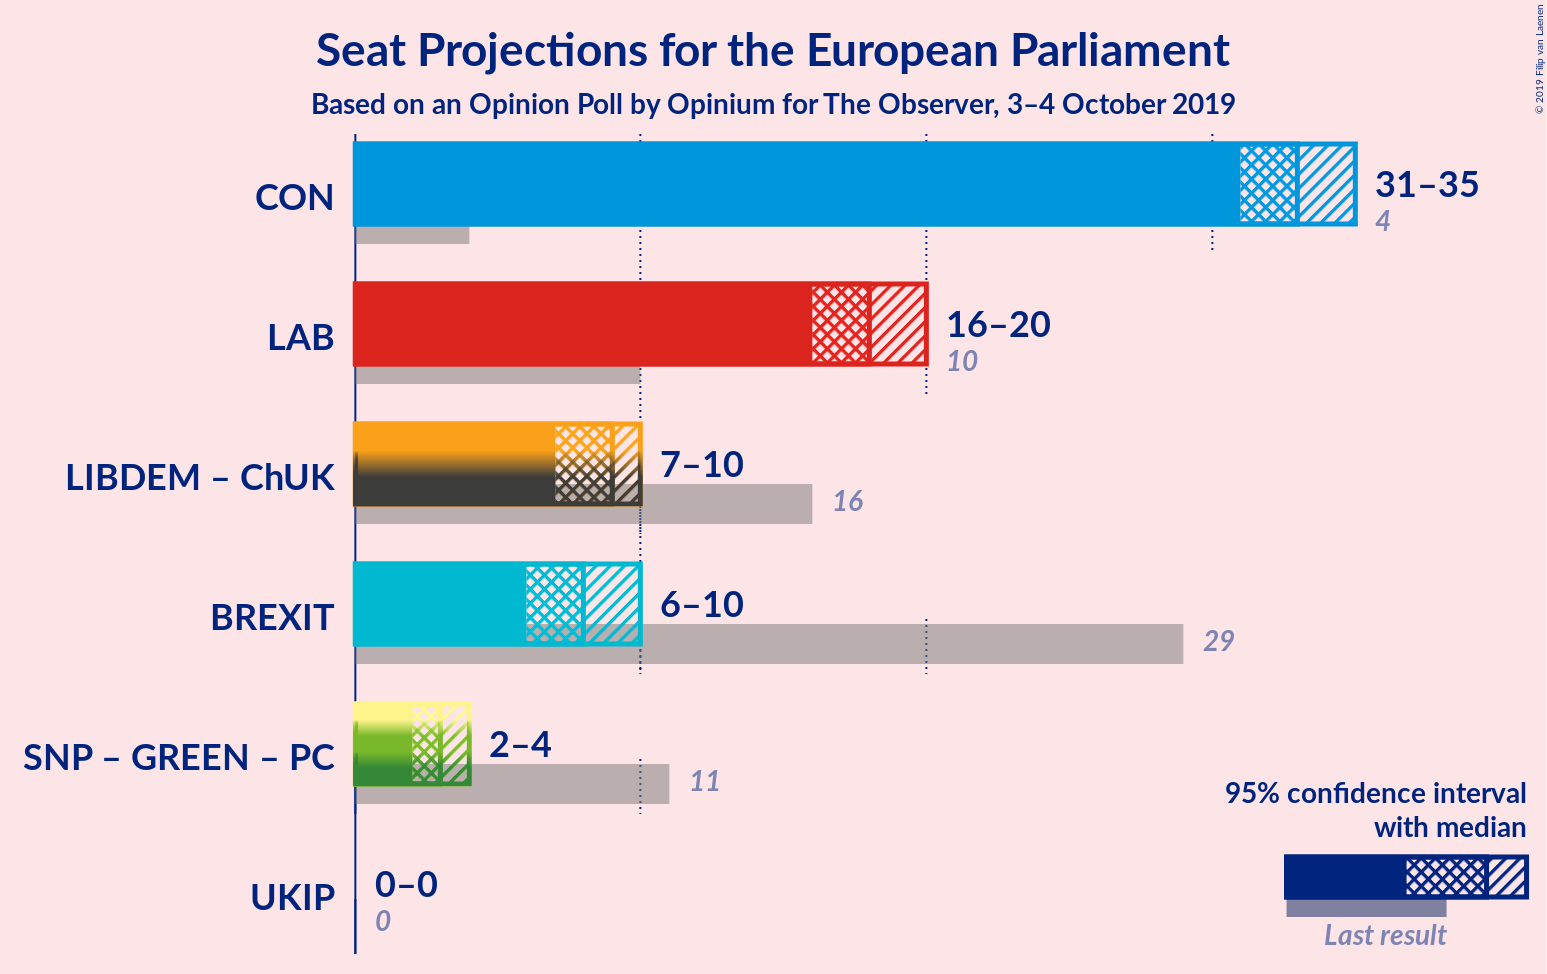 Seat Projections for the European Parliament
Based on an Opinion Poll by Opinium for The Observer, 3–4 October 2019
© 2019 Filip van Laenen
CON
31–35
4
LAB
16–20
10
LIBDEM – ChUK
7–10
16
BREXIT
6–10
29
SNP – GREEN – PC
2–4
11
UKIP
0–0
0
95% confidence interval
with median
Last result